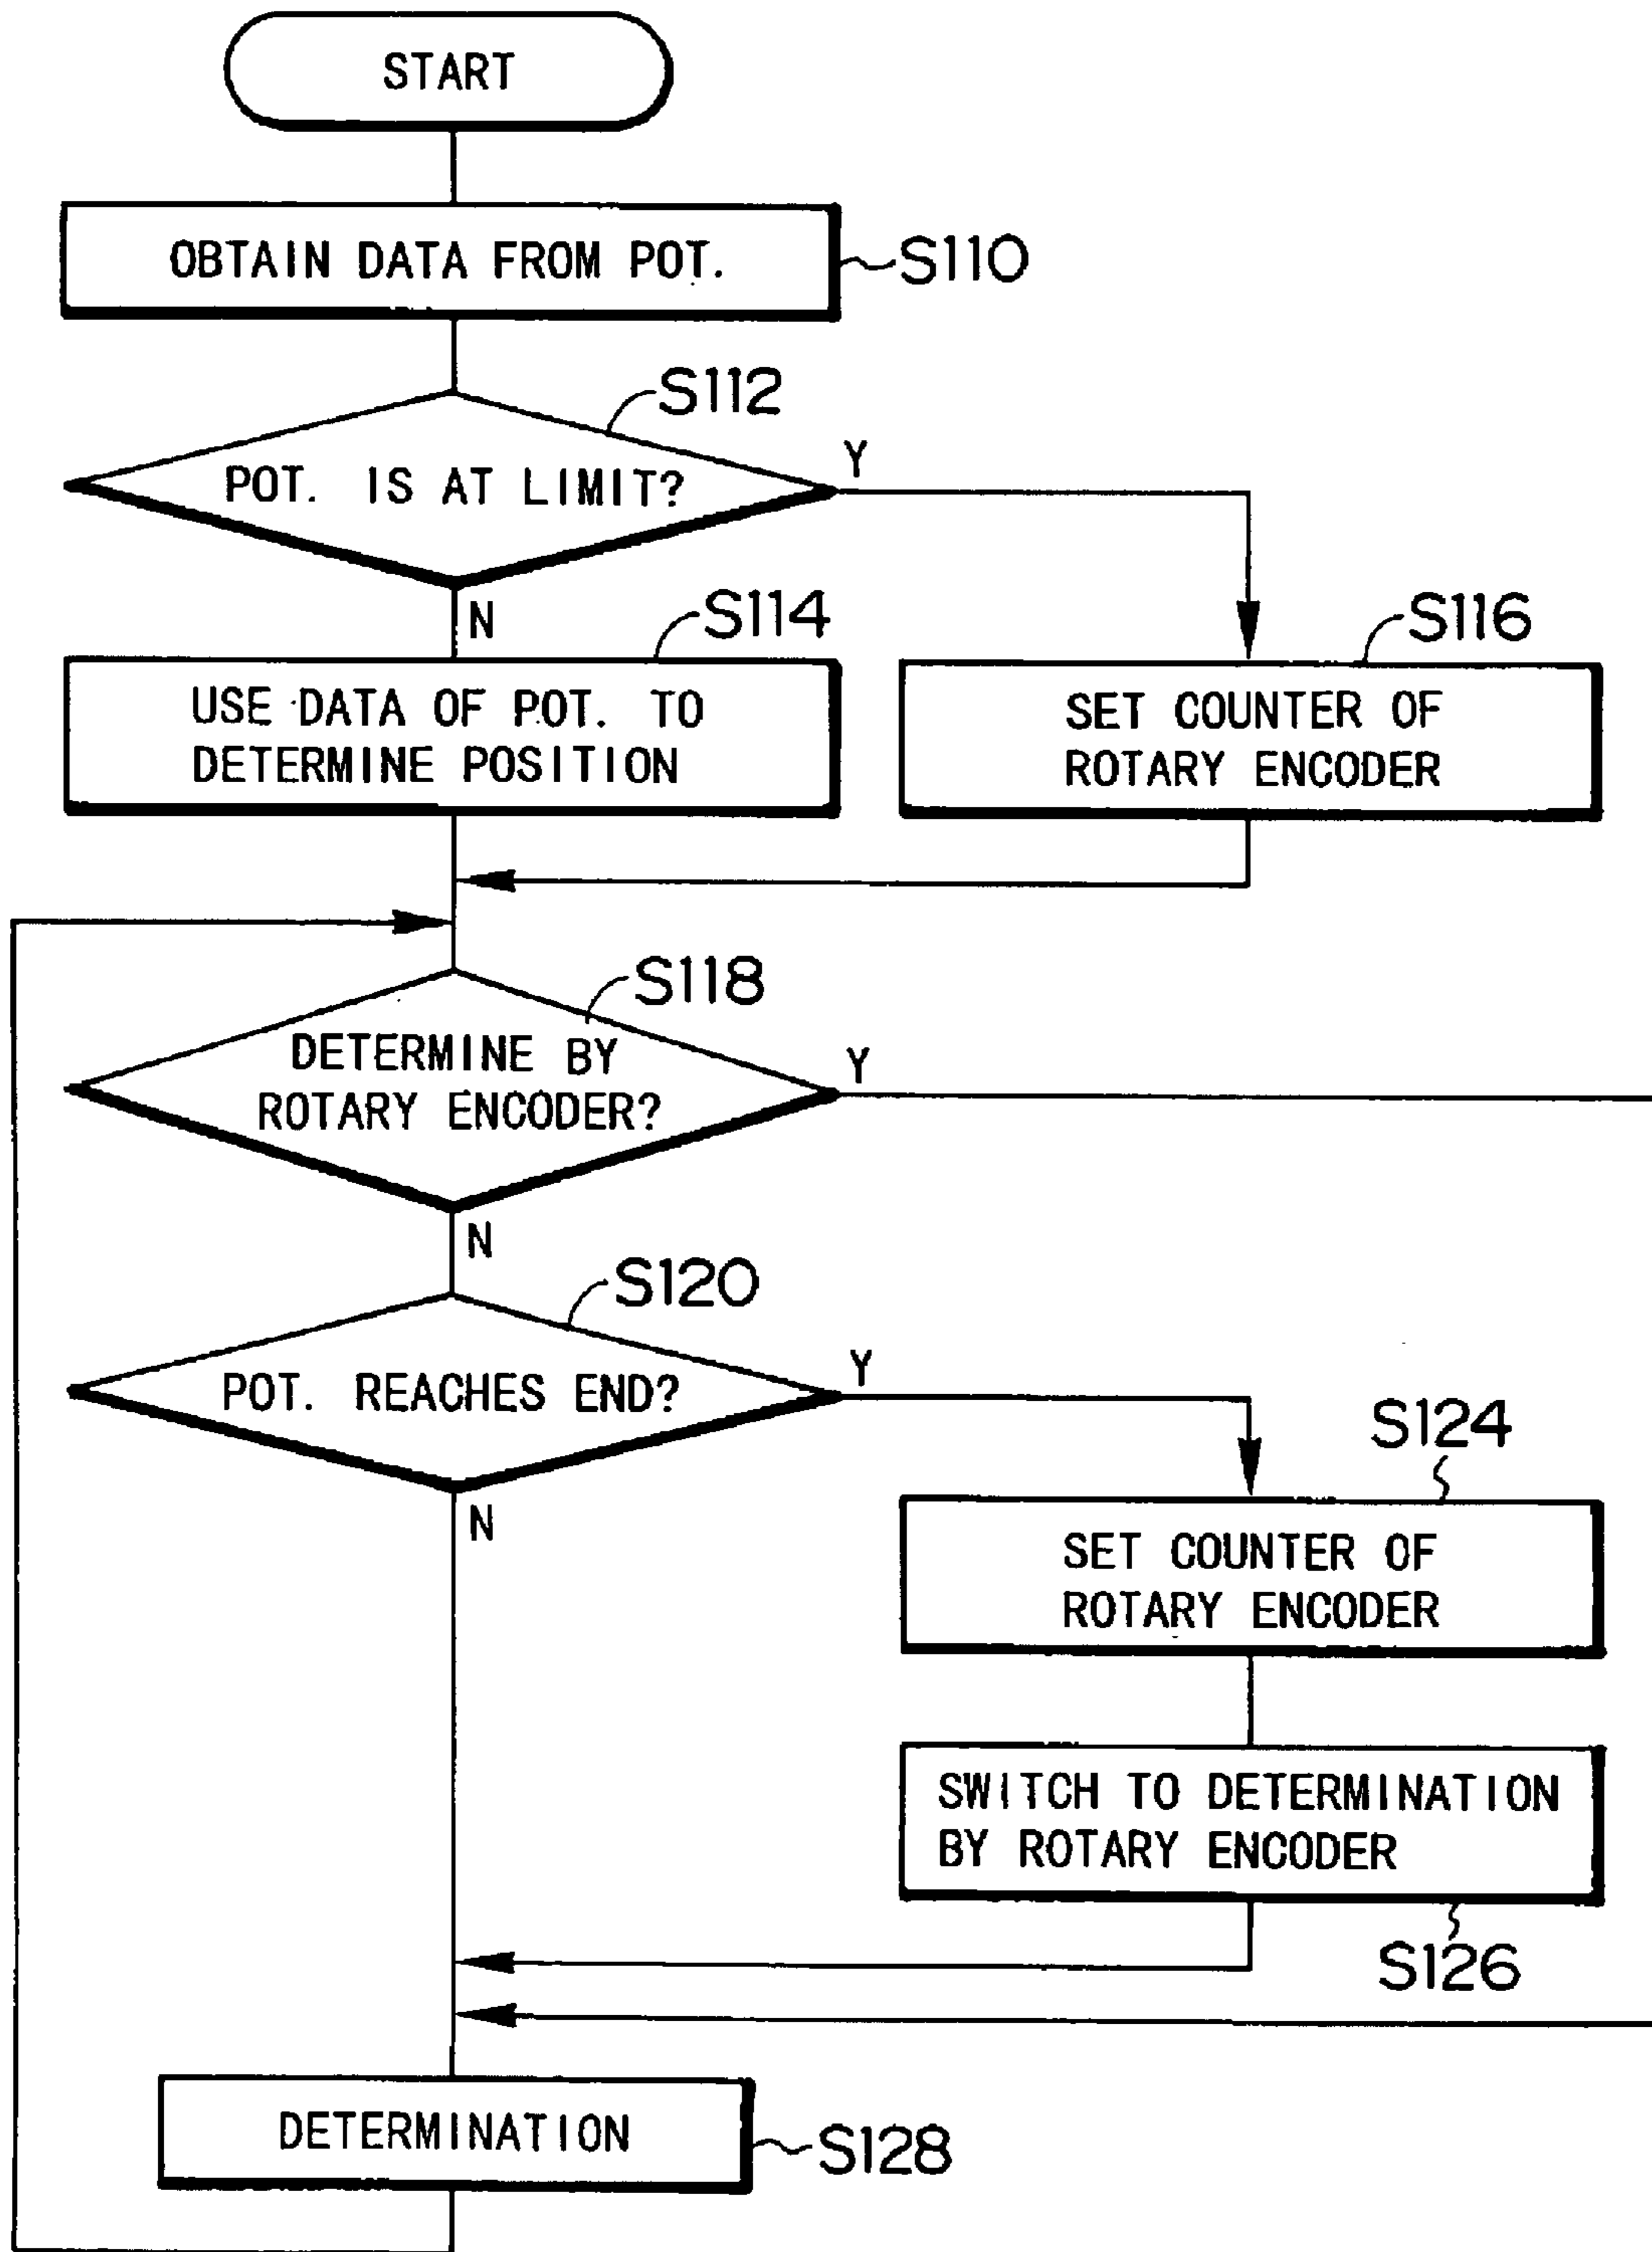 START
OBTAIN DATA FROM POT.
S110
S112
POT. IS AT LIMIT?
Y
N
S114
USE DATA OF POT. TO
DETERMINE POSITION
S116
SET COUNTER OF
ROTARY ENCODER
S118
DETERMINE BY
ROTARY ENCODER?
Y
N
S120
POT. REACHES END?
Y
N
S124
SET COUNTER OF
ROTARY ENCODER
SWITCH TO DETERMINATION
BY ROTARY ENCODER
S126
DETERMINATION
S128